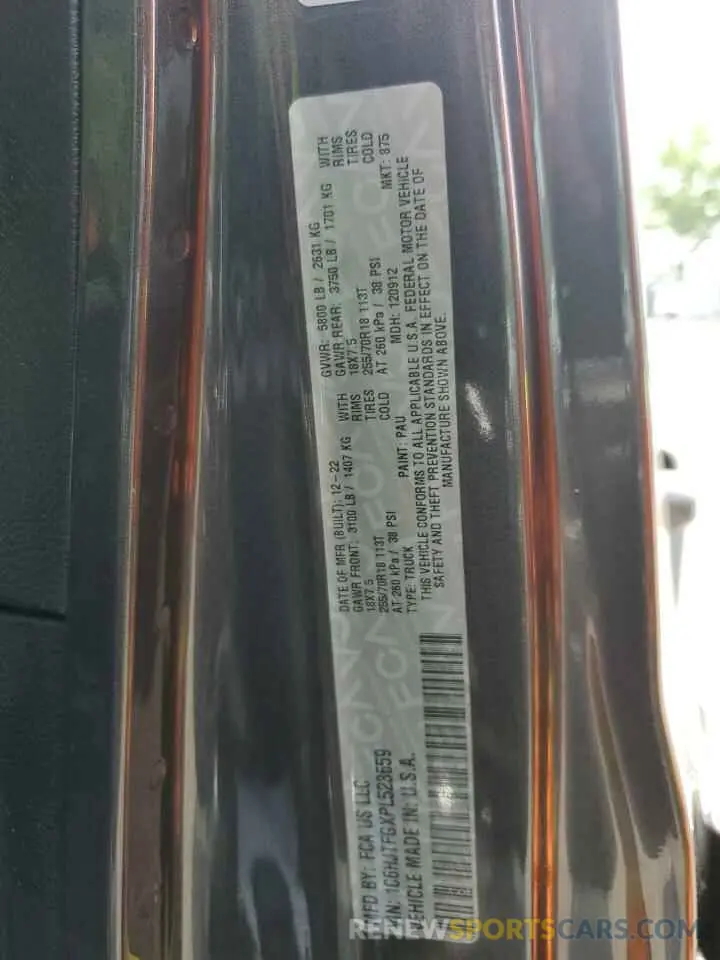 MFD BY: FCA US LLC
DATE OF MFR (BUILT): 12-22
GVWR: 5800 LB / 2631 KG
GAWR FRONT: 3100 LB / 1407 KG WITH
GAWR REAR: 3750 LB / 1701 KG WITH
18X7.5 RIMS
18X7.5 RIMS
255/70R18 113T TIRES
255/70R18 113T TIRES
AT 260 kPa / 38 PSI COLD
AT 260 kPa / 38 PSI COLD
VIN: 1C6HJTFGXPL523659
TYPE: TRUCK
PAINT: PAU
MDH: 120912
MKT: 875
VEHICLE MADE IN: U.S.A.
THIS VEHICLE CONFORMS TO ALL APPLICABLE U.S.A. FEDERAL MOTOR VEHICLE
SAFETY AND THEFT PREVENTION STANDARDS IN EFFECT ON THE DATE OF
MANUFACTURE SHOWN ABOVE.
RENEWSPORTSCARS.COM